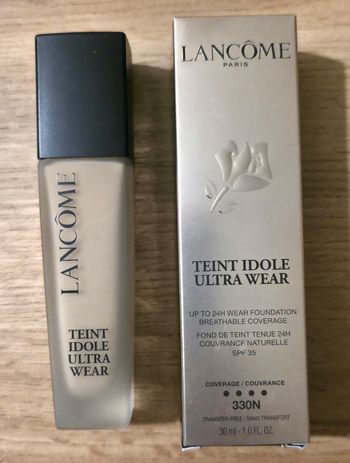 LANCÔME
TEINT
IDOLE
ULTRA
WEAR
LANCÔME
PARIS
TEINT IDOLE
ULTRA WEAR
UP TO 24H WEAR FOUNDATION
BREATHABLE COVERAGE
FOND DE TEINT TENUE 24H
COUVRANCE NATURELLE
SPF 35
COVERAGE / COUVRANCE
330N
TRANSFER-FREE / SANS TRANSFERT
30 ml - 1.0 FL. OZ.